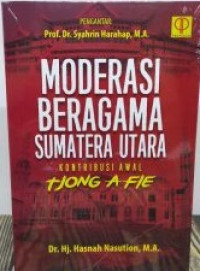 PENGANTAR
Prof. Dr. Syahrin Harahap, M.A.
MODERASI
BERAGAMA
SUMATERA UTARA
KONTRIBUSI AWAL
TJONG A FIE
Dr. Hj. Hasnah Nasution, M.A.